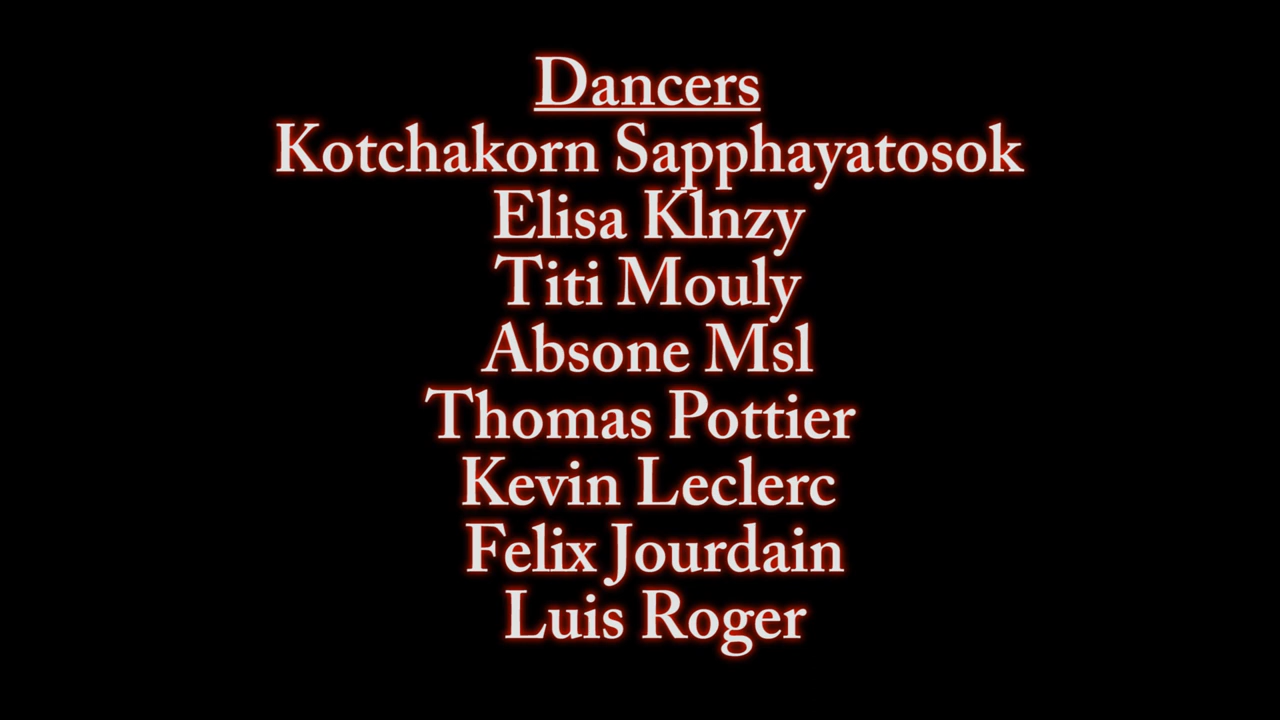 Dancers
Kotchakorn Sapphayatosok
Elisa Klnzy
Titi Mouly
Absone Msl
Thomas Pottier
Kevin Leclerc
Felix Jourdain
Luis Roger